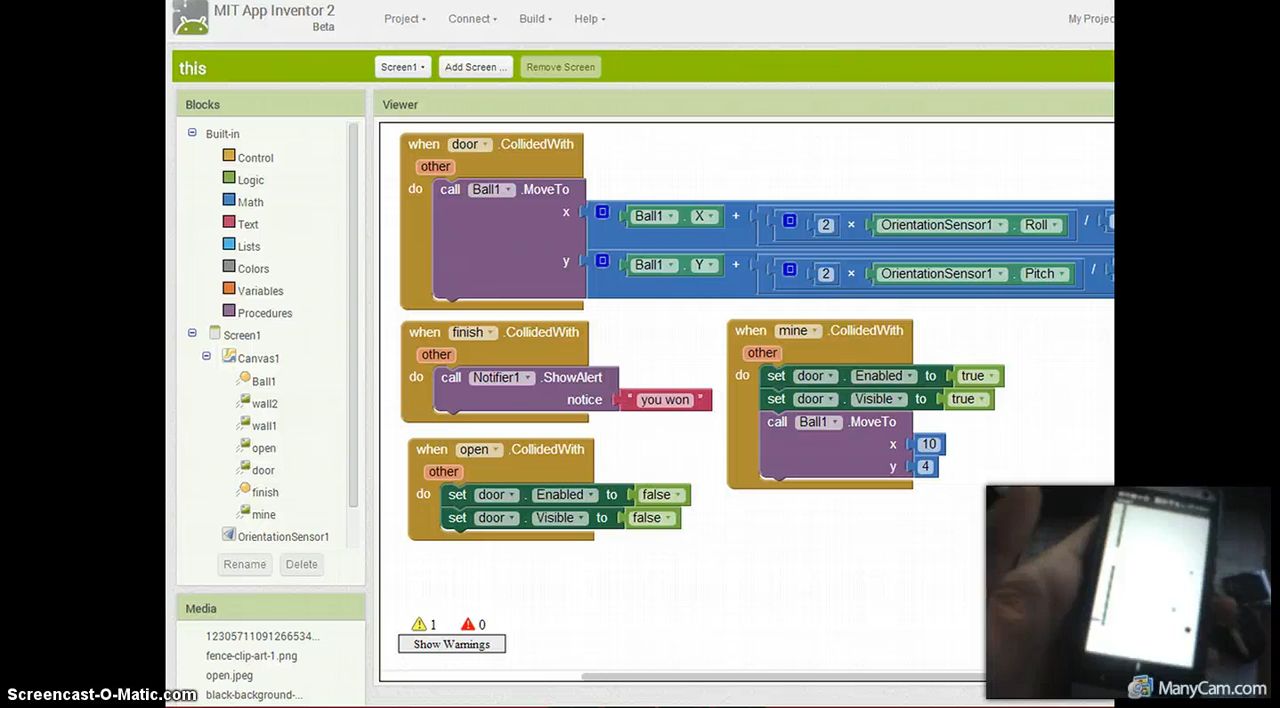 MIT App Inventor 2
Beta
Project Connect Build Help My Projec
this Screen1 Add Screen ... Remove Screen
Blocks
Viewer
Built-in
Control
Logic
Math
Text
Lists
Colors
Variables
Procedures
Screen1
Canvas1
Ball1
wall2
wall1
open
door
finish
mine
OrientationSensor1
Rename Delete
Media
12305711091266534...
fence-clip-art-1.png
open.jpeg
black-background-...
when door .CollidedWith
other
do call Ball1 .MoveTo
x Ball1 . X + 2 × OrientationSensor1 . Roll /
y Ball1 . Y + 2 × OrientationSensor1 . Pitch /
when finish .CollidedWith
other
do call Notifier1 .ShowAlert
notice " you won "
when open .CollidedWith
other
do set door . Enabled to false
set door . Visible to false
when mine .CollidedWith
other
do set door . Enabled to true
set door . Visible to true
call Ball1 .MoveTo
x 10
y 4
1 0
Show Warnings
Screencast-O-Matic.com
ManyCam.com